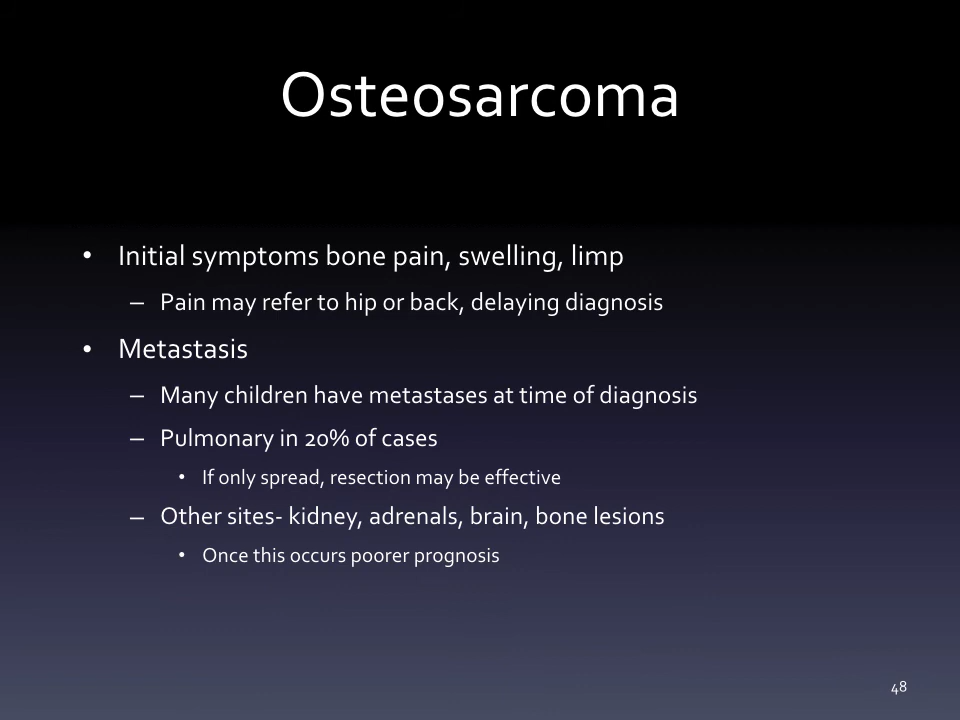 Osteosarcoma
• Initial symptoms bone pain, swelling, limp
– Pain may refer to hip or back, delaying diagnosis
• Metastasis
– Many children have metastases at time of diagnosis
– Pulmonary in 20% of cases
• If only spread, resection may be effective
– Other sites- kidney, adrenals, brain, bone lesions
• Once this occurs poorer prognosis
48